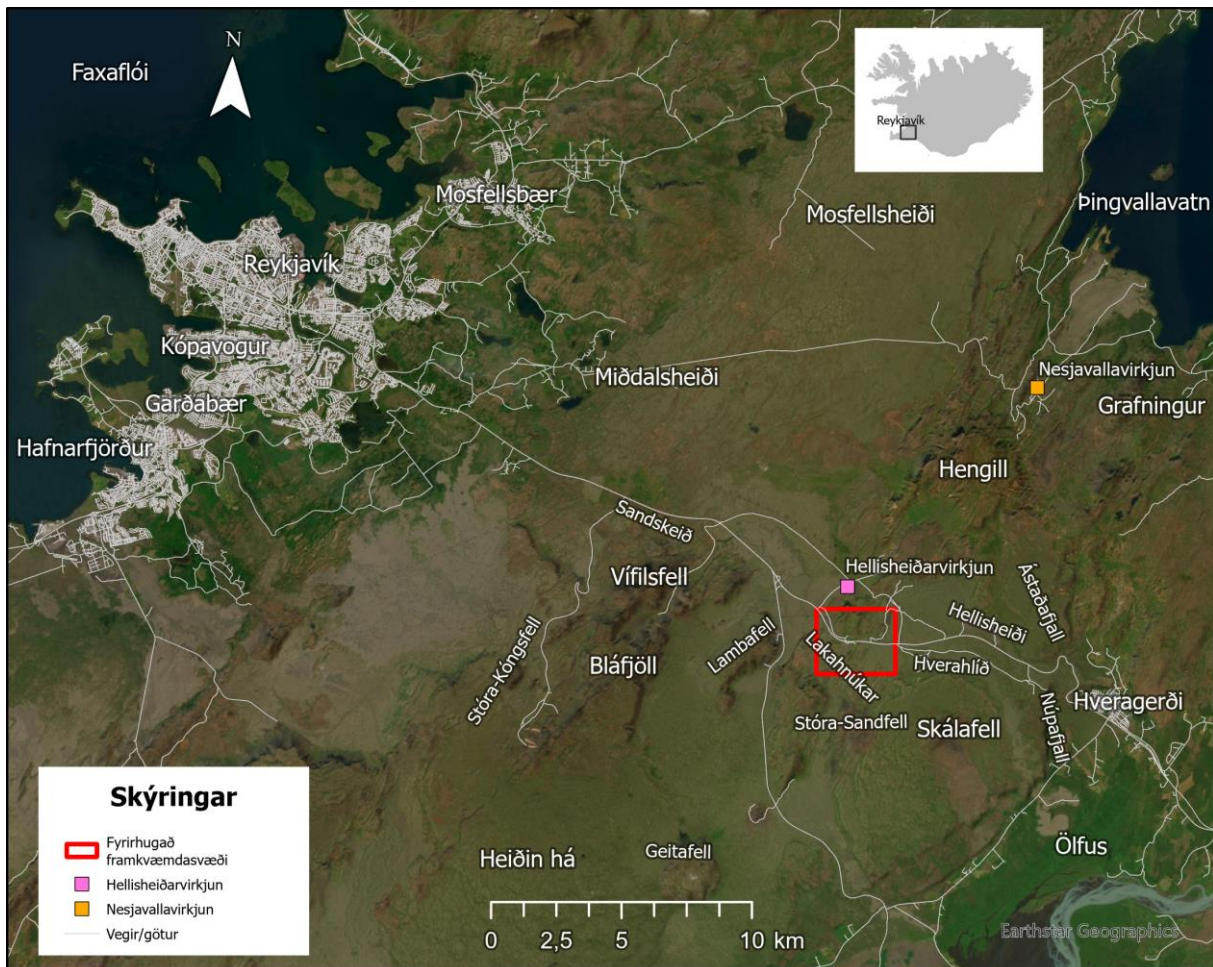 N
Faxaflói
Reykjavík
Mosfellsbær
Mosfellsheiði
Þingvallavatn
Reykjavík
Kópavogur
Miðdalsheiði
Nesjavallavirkjun
Garðabær
Grafningur
Hafnarfjörður
Hengill
Sandskeið
Vífilsfell
Hellisheiðarvirkjun
Ástaðafjall
Hellisheiði
Stóra-Kóngsfell
Bláfjöll
Lambafell
Lakahnúkar
Hverahlíð
Núpafjall
Hveragerði
Stóra-Sandfell
Skálafell
Ölfus
Heiðin há
Geitafell
Skýringar
Fyrirhugað
framkvæmdasvæði
Hellisheiðarvirkjun
Nesjavallavirkjun
Vegir/götur
0 2,5 5 10 km
Earthstar Geographics